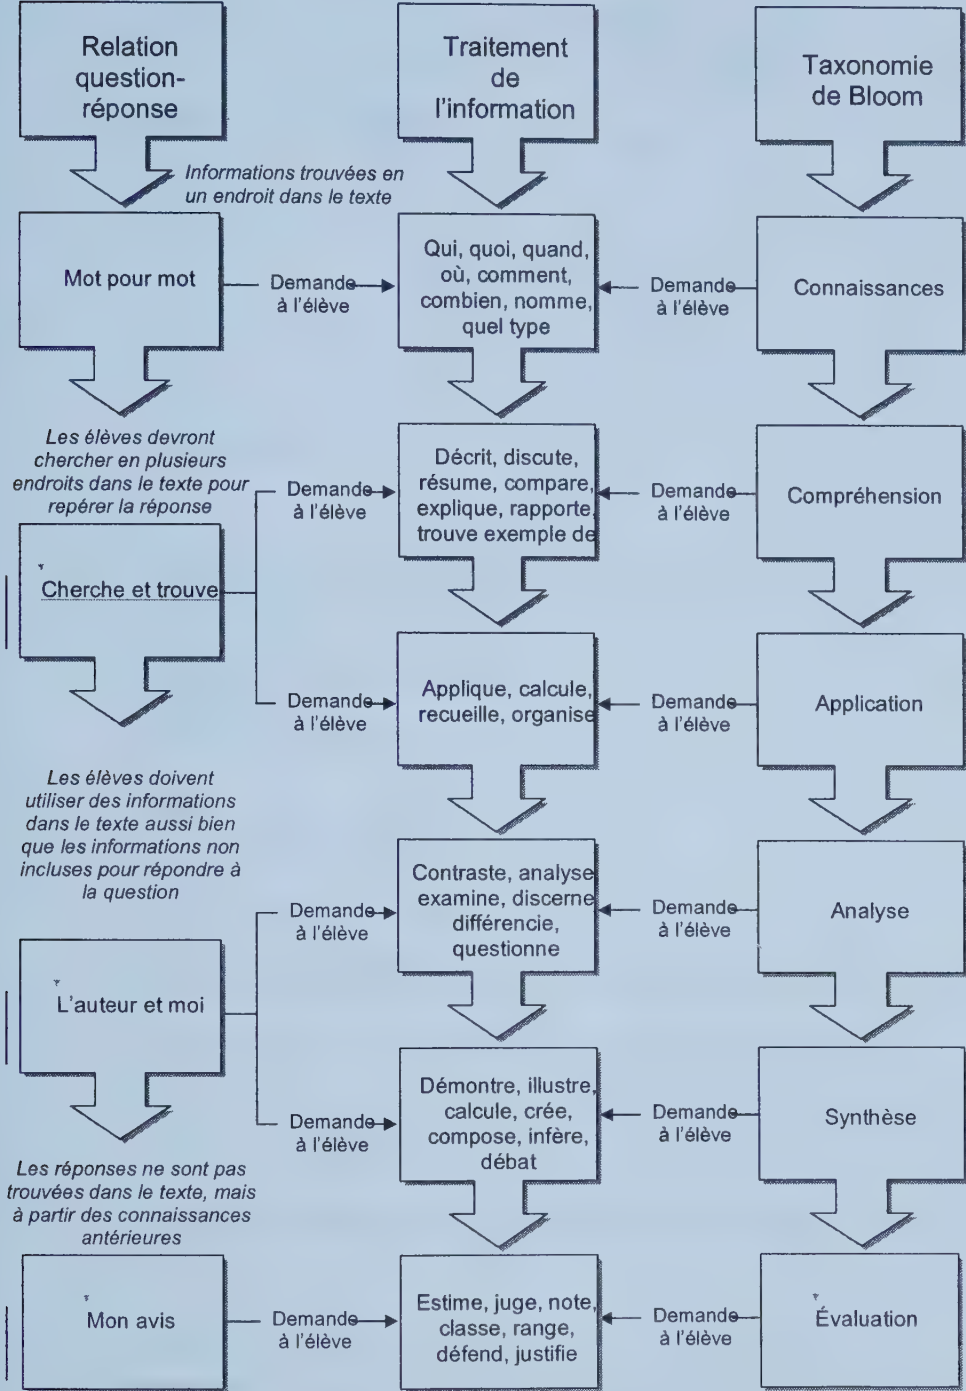 Relation
question-
réponse
Traitement
de
l'information
Taxonomie
de Bloom
Informations trouvées en
un endroit dans le texte
Mot pour mot
Demande
à l'élève
Qui, quoi, quand,
où, comment,
combien, nomme,
quel type
Demande
à l'élève
Connaissances
Les élèves devront
chercher en plusieurs
endroits dans le texte pour
repérer la réponse
Cherche et trouve
Demande
à l'élève
Décrit, discute,
résume, compare,
explique, rapporte,
trouve exemple de
Demande
à l'élève
Compréhension
Demande
à l'élève
Applique, calcule,
recueille, organise
Demande
à l'élève
Application
Les élèves doivent
utiliser des informations
dans le texte aussi bien
que les informations non
incluses pour répondre à
la question
L'auteur et moi
Demande
à l'élève
Contraste, analyse
examine, discerne
différencie,
questionne
Demande
à l'élève
Analyse
Demande
à l'élève
Démontre, illustre,
calcule, crée,
compose, infère,
débat
Demande
à l'élève
Synthèse
Les réponses ne sont pas
trouvées dans le texte, mais
à partir des connaissances
antérieures
Mon avis
Demande
à l'élève
Estime, juge, note,
classe, range,
défend, justifie
Demande
à l'élève
Évaluation